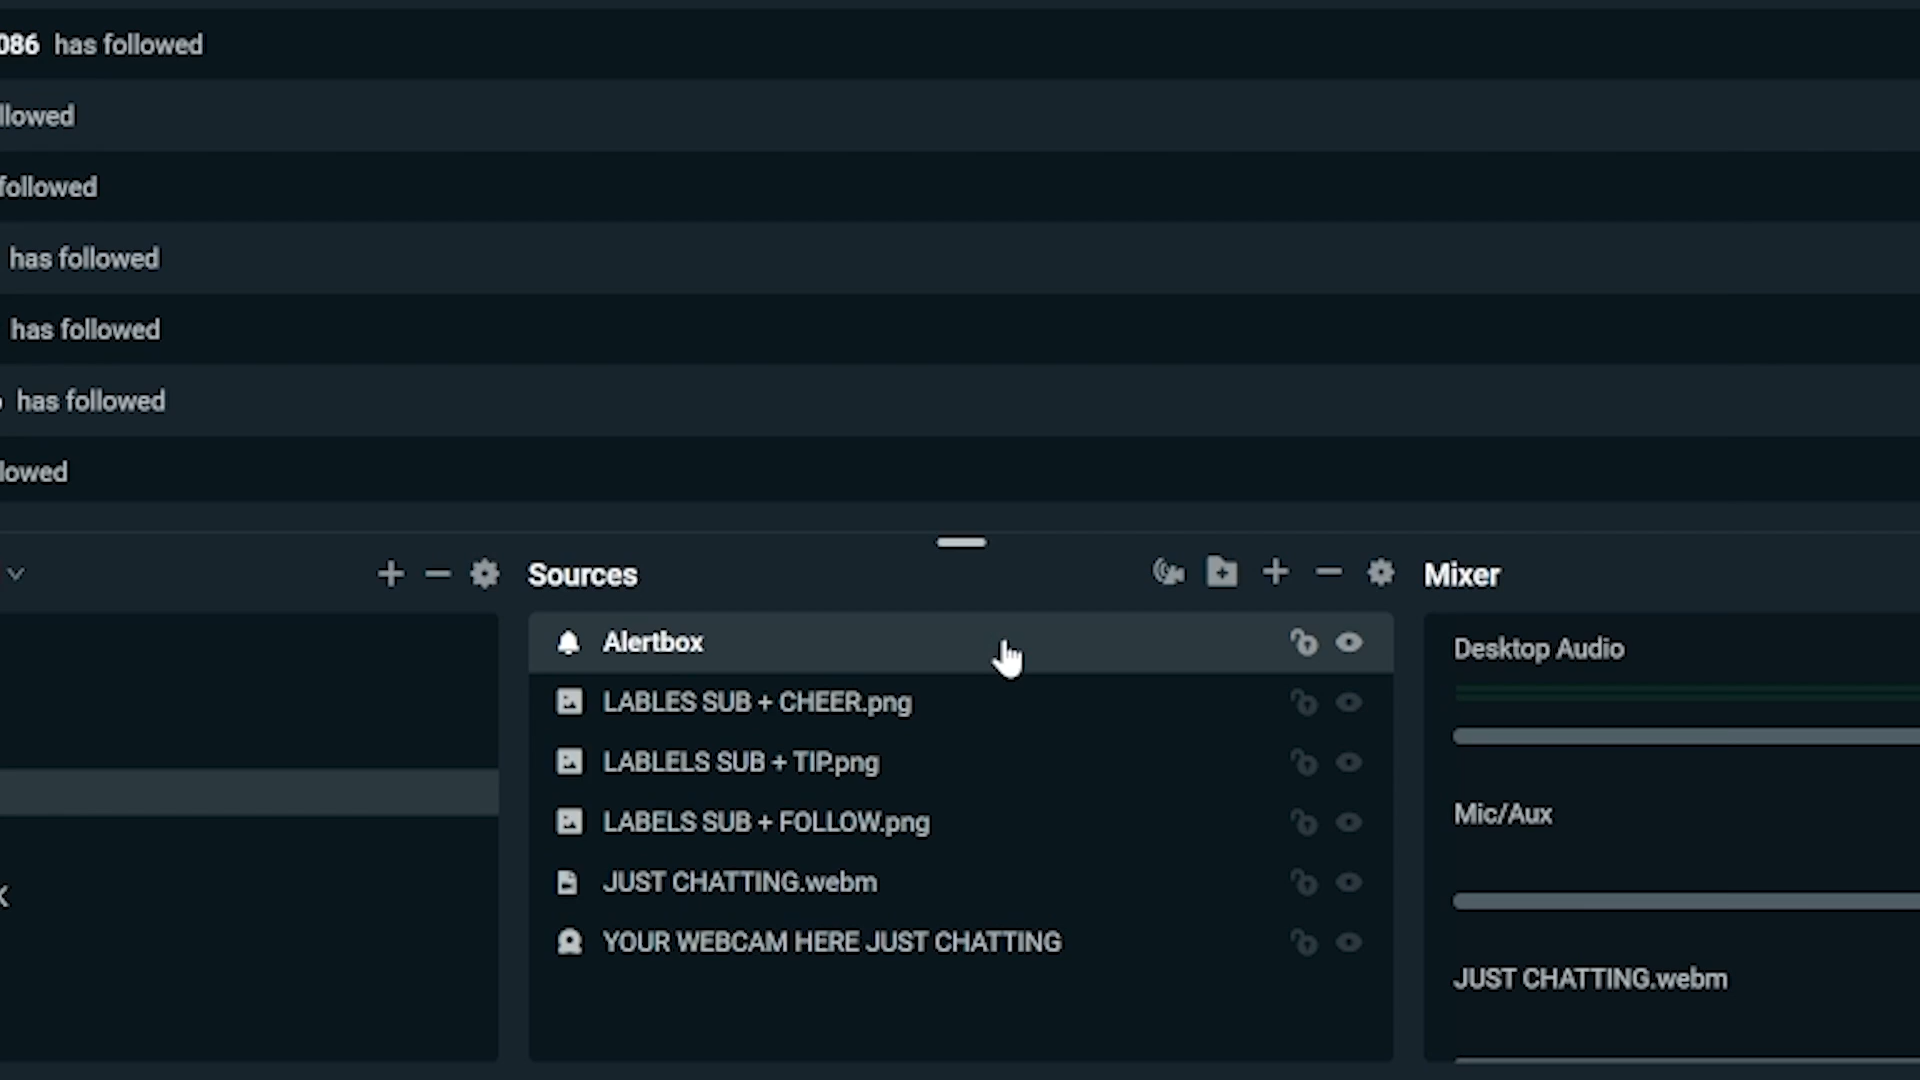 086 has followed
llowed
followed
has followed
has followed
has followed
lowed
Sources
Mixer
Alertbox
LABLES SUB + CHEER.png
LABLELS SUB + TIP.png
LABELS SUB + FOLLOW.png
JUST CHATTING.webm
YOUR WEBCAM HERE JUST CHATTING
Desktop Audio
Mic/Aux
JUST CHATTING.webm